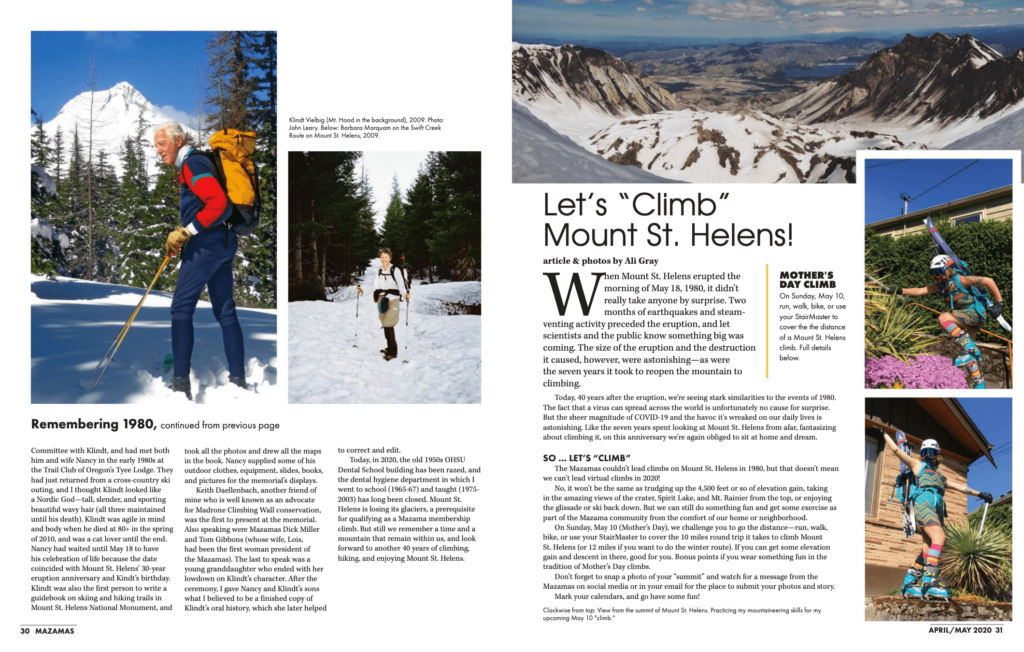 Klindt Vielbig (Mt. Hood in the background), 2009. Photo:
John Leary. Below: Barbara Marquam on the Swift Creek
Route on Mount St. Helens, 2009.
Remembering 1980, continued from previous page
Committee with Klindt, and had met both
him and wife Nancy in the early 1980s at
the Trail Club of Oregon's Tyee Lodge. They
had just returned from a cross-country ski
outing, and I thought Klindt looked like
a Nordic God—tall, slender, and sporting
beautiful wavy hair (all three maintained
until his death). Klindt was agile in mind
and body when he died at 80+ in the spring
of 2010, and was a cat lover until the end.
Nancy had waited until May 18 to have
his celebration of life because the date
coincided with Mount St. Helens' 30-year
eruption anniversary and Kindt's birthday.
Klindt was also the first person to write a
guidebook on skiing and hiking trails in
Mount St. Helens National Monument, and
took all the photos and drew all the maps
in the book. Nancy supplied some of his
outdoor clothes, equipment, slides, books,
and pictures for the memorial's displays.
Keith Daellenbach, another friend of
mine who is well known as an advocate
for Madrone Climbing Wall conservation,
was the first to present at the memorial.
Also speaking were Mazamas Dick Miller
and Tom Gibbons (whose wife, Lois,
had been the first woman president of
the Mazamas). The last to speak was a
young granddaughter who ended with her
lowdown on Klindt's character. After the
ceremony, I gave Nancy and Klindt's sons
what I believed to be a finished copy of
Klindt's oral history, which she later helped
to correct and edit.
Today, in 2020, the old 1950s OHSU
Dental School building has been razed, and
the dental hygiene department in which I
went to school (1965-67) and taught (1975-
2003) has long been closed. Mount St.
Helens is losing its glaciers, a prerequisite
for qualifying as a Mazama membership
climb. But still we remember a time and a
mountain that remain within us, and look
forward to another 40 years of climbing,
hiking, and enjoying Mount St. Helens.
30 MAZAMAS
Let's "Climb"
Mount St. Helens!
article & photos by Ali Gray
When Mount St. Helens erupted the
morning of May 18, 1980, it didn't
really take anyone by surprise. Two
months of earthquakes and steam-
venting activity preceded the eruption, and let
scientists and the public know something big was
coming. The size of the eruption and the destruction
it caused, however, were astonishing—as were
the seven years it took to reopen the mountain to
climbing.
MOTHER'S
DAY CLIMB
On Sunday, May 10,
run, walk, bike, or use
your StairMaster to
cover the the distance
of a Mount St. Helens
climb. Full details
below.
Today, 40 years after the eruption, we're seeing stark similarities to the events of 1980.
The fact that a virus can spread across the world is unfortunately no cause for surprise.
But the sheer magnitude of COVID-19 and the havoc it's wreaked on our daily lives is
astonishing. Like the seven years spent looking at Mount St. Helens from afar, fantasizing
about climbing it, on this anniversary we're again obliged to sit at home and dream.
SO ... LET'S "CLIMB"
The Mazamas couldn't lead climbs on Mount St. Helens in 1980, but that doesn't mean
we can't lead virtual climbs in 2020!
No, it won't be the same as trudging up the 4,500 feet or so of elevation gain, taking
in the amazing views of the crater, Spirit Lake, and Mt. Rainier from the top, or enjoying
the glissade or ski back down. But we can still do something fun and get some exercise as
part of the Mazama community from the comfort of our home or neighborhood.
On Sunday, May 10 (Mother's Day), we challenge you to go the distance—run, walk,
bike, or use your StairMaster to cover the 10 miles round trip it takes to climb Mount
St. Helens (or 12 miles if you want to do the winter route). If you can get some elevation
gain and descent in there, good for you. Bonus points if you wear something fun in the
tradition of Mother's Day climbs.
Don't forget to snap a photo of your "summit" and watch for a message from the
Mazamas on social media or in your email for the place to submit your photos and story.
Mark your calendars, and go have some fun!
Clockwise from top: View from the summit of Mount St. Helens. Practicing my mountaineering skills for my
upcoming May 10 "climb."
APRIL/MAY 2020 31